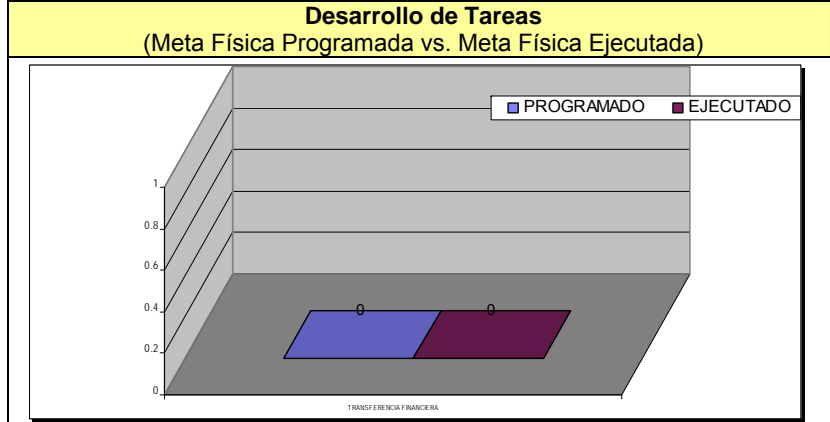 Desarrollo de Tareas
(Meta Física Programada vs. Meta Física Ejecutada)
PROGRAMADO EJECUTADO
1
0.8
0.6
0.4
0.2
0
0 0
TRANSFERENCIA FINANCIERA